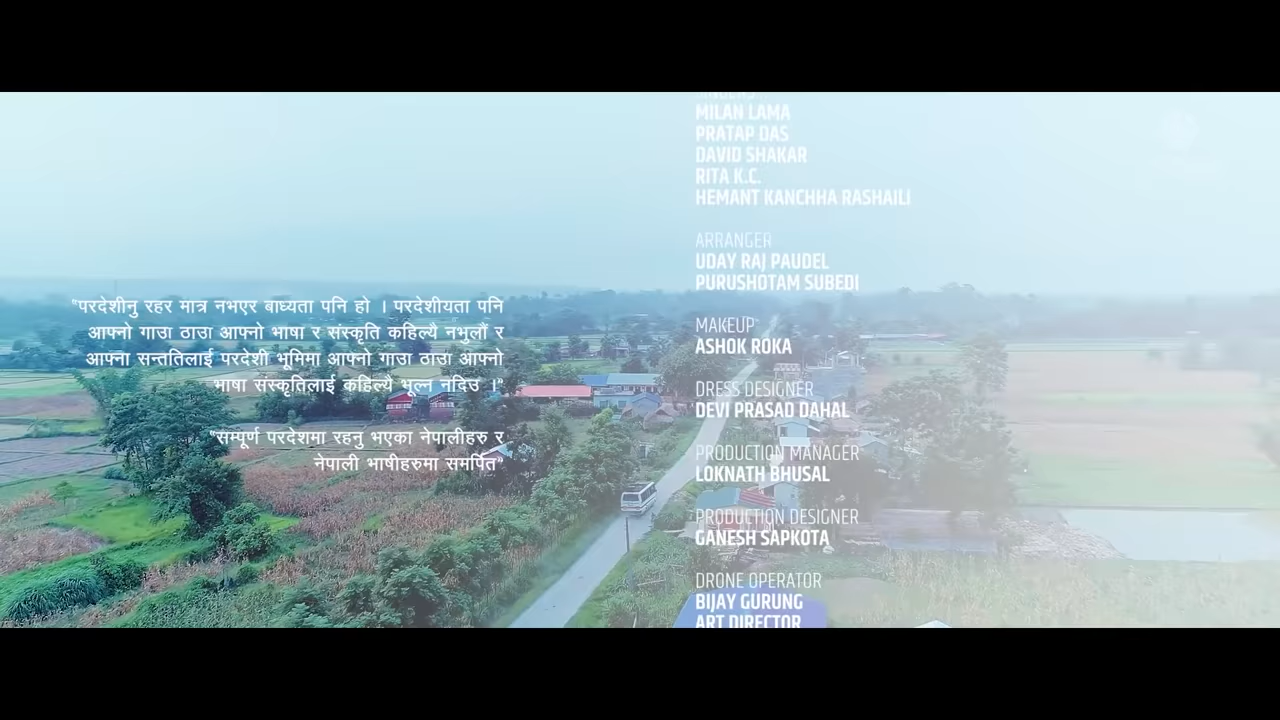 "परदेशीनु रहर मात्र नभएर बाध्यता पनि हो । परदेशीयता पनि
आफ्नो गाउा ठाउा आफ्नो भाषा र संस्कृति कहिल्यै नभुलौं र
आफ्ना सन्ततिलाई परदेशी भूमिमा आफ्नो गाउा ठाउा आफ्नो
भाषा संस्कृतिलाई कहिल्यै भूल्न नदिउ ।"
"सम्पूर्ण परदेशमा रहनु भएका नेपालीहरु र
नेपाली भाषीहरुमा समर्पित"
MILAN LAMA
PRATAP DAS
DAVID SHAKAR
RITA K.C.
HEMANT KANCHHA RASHAILI
ARRANGER
UDAY RAJ PAUDEL
PURUSHOTAM SUBEDI
MAKEUP
ASHOK ROKA
DRESS DESIGNER
DEVI PRASAD DAHAL
PRODUCTION MANAGER
LOKNATH BHUSAL
PRODUCTION DESIGNER
GANESH SAPKOTA
DRONE OPERATOR
BIJAY GURUNG
ART DIRECTOR